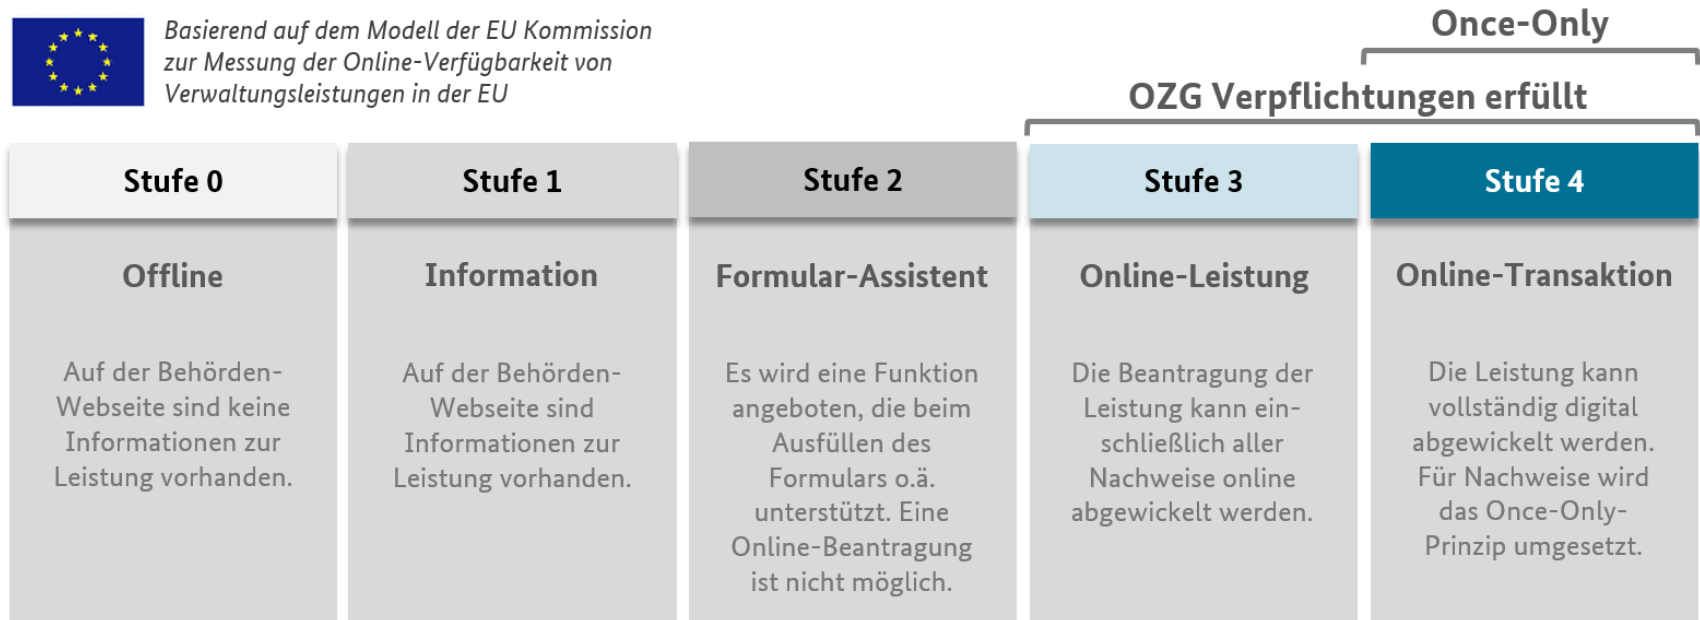 Basierend auf dem Modell der EU Kommission
zur Messung der Online-Verfügbarkeit von
Verwaltungsleistungen in der EU
Once-Only
OZG Verpflichtungen erfüllt
Stufe 0
Offline
Auf der Behörden-
Webseite sind keine
Informationen zur
Leistung vorhanden.
Stufe 1
Information
Auf der Behörden-
Webseite sind
Informationen zur
Leistung vorhanden.
Stufe 2
Formular-Assistent
Es wird eine Funktion
angeboten, die beim
Ausfüllen des
Formulars o.ä.
unterstützt. Eine
Online-Beantragung
ist nicht möglich.
Stufe 3
Online-Leistung
Die Beantragung der
Leistung kann ein-
schließlich aller
Nachweise online
abgewickelt werden.
Stufe 4
Online-Transaktion
Die Leistung kann
vollständig digital
abgewickelt werden.
Für Nachweise wird
das Once-Only-
Prinzip umgesetzt.